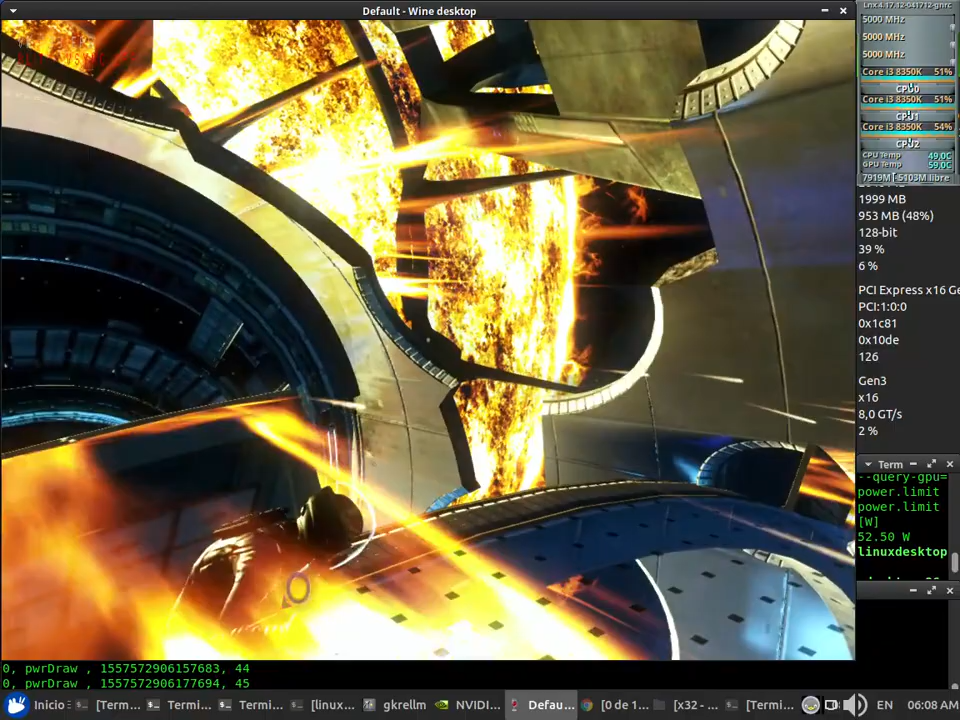 Default - Wine desktop
Lnx 4.17.12-041712-gnrc
5000 MHz
5000 MHz
5000 MHz
Core i3 8350K 51%
CPU0
Core i3 8350K 51%
CPU1
Core i3 8350K 54%
CPU2
CPU Temp 49,0C
GPU Temp 59,0C
7919M - 5103M libre
1999 MB
953 MB (48%)
128-bit
39 %
6 %
PCI Express x16 Ge
PCI:1:0:0
0x1c81
0x10de
126
Gen3
x16
8,0 GT/s
2 %
Term
--query-gpu=
power.limit
power.limit
[W]
52.50 W
linuxdesktop
0, pwrDraw , 1557572906157683, 44
0, pwrDraw , 1557572906177694, 45
Inicio [Term... Termi... Termi... [linux... gkrellm NVIDI... Defau... [0 de 1... [x32 - ... [Termi... EN 06:08 AM